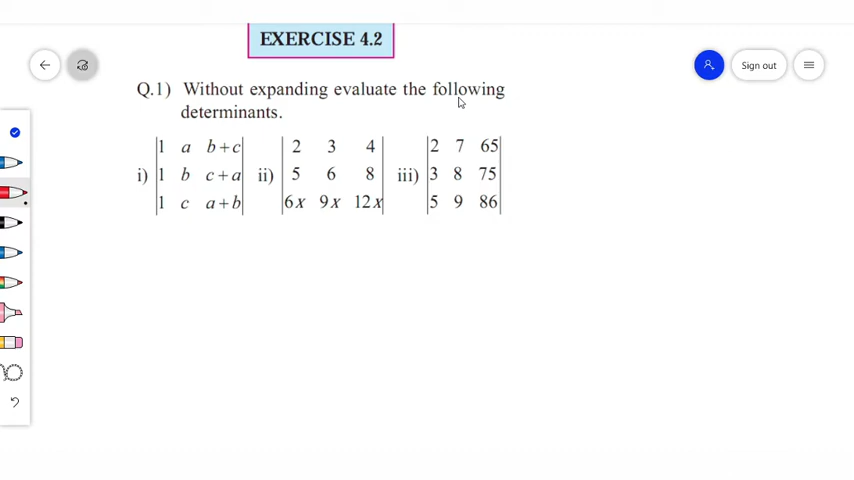 EXERCISE 4.2
Sign out
Q.1) Without expanding evaluate the following
determinants.
i) |1 a b+c| ii) |2 3 4| iii) |2 7 65|
|1 b c+a| |5 6 8| |3 8 75|
|1 c a+b| |6x 9x 12x| |5 9 86|